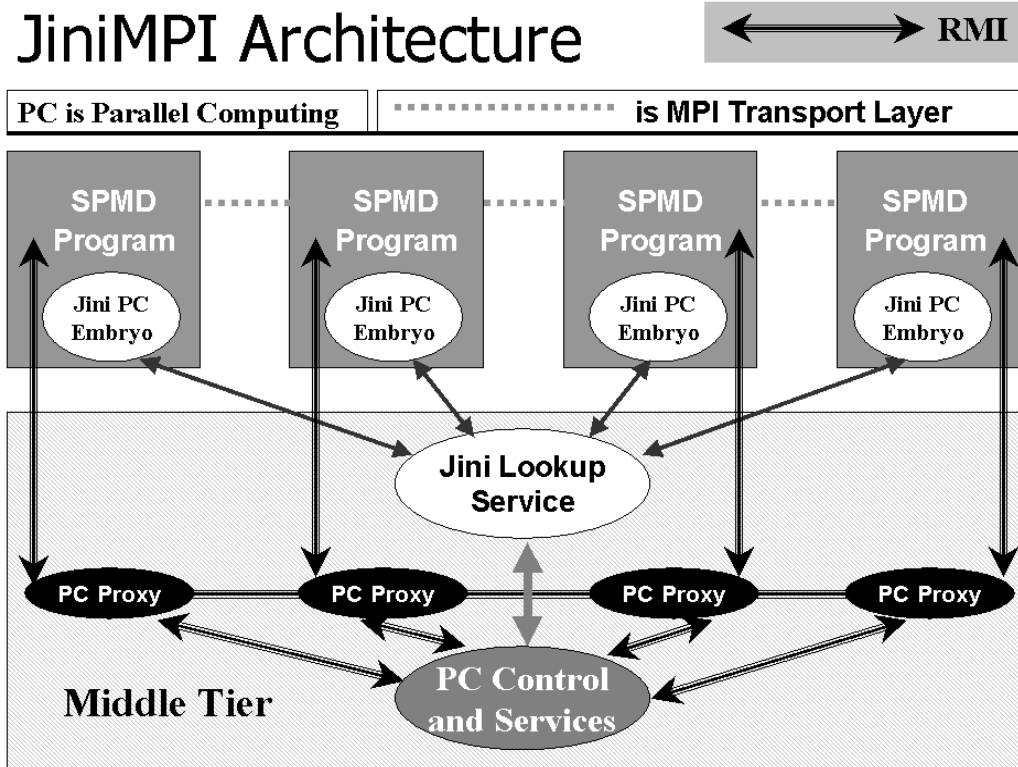 JiniMPI Architecture
RMI
PC is Parallel Computing
is MPI Transport Layer
SPMD
Program
SPMD
Program
SPMD
Program
SPMD
Program
Jini PC
Embryo
Jini PC
Embryo
Jini PC
Embryo
Jini PC
Embryo
Jini Lookup
Service
PC Proxy
PC Proxy
PC Proxy
PC Proxy
PC Control
and Services
Middle Tier